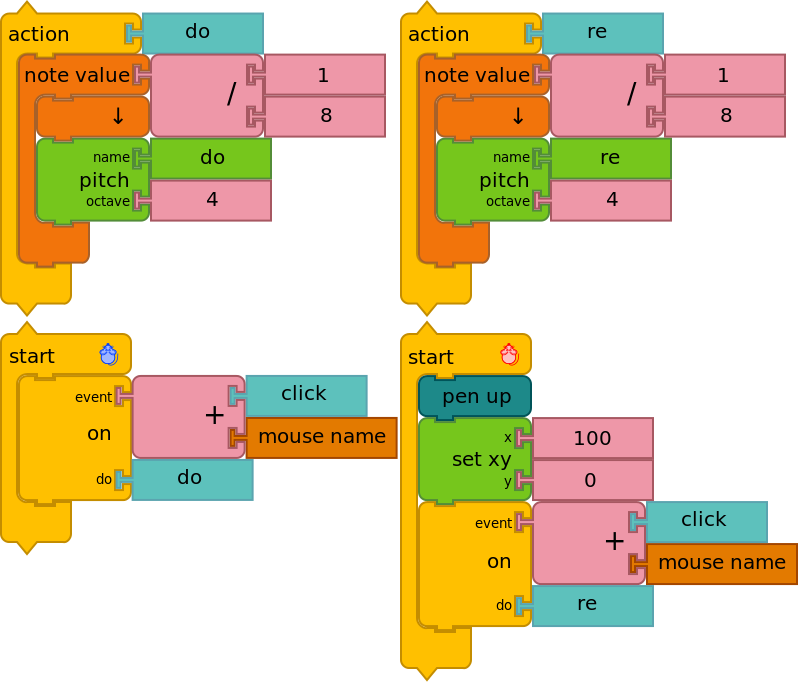 action do
note value / 1
↓ 8
name do
pitch
octave 4
action re
note value / 1
↓ 8
name re
pitch
octave 4
start
event + click
on mouse name
do do
start
pen up
x 100
set xy
y 0
event + click
on mouse name
do re